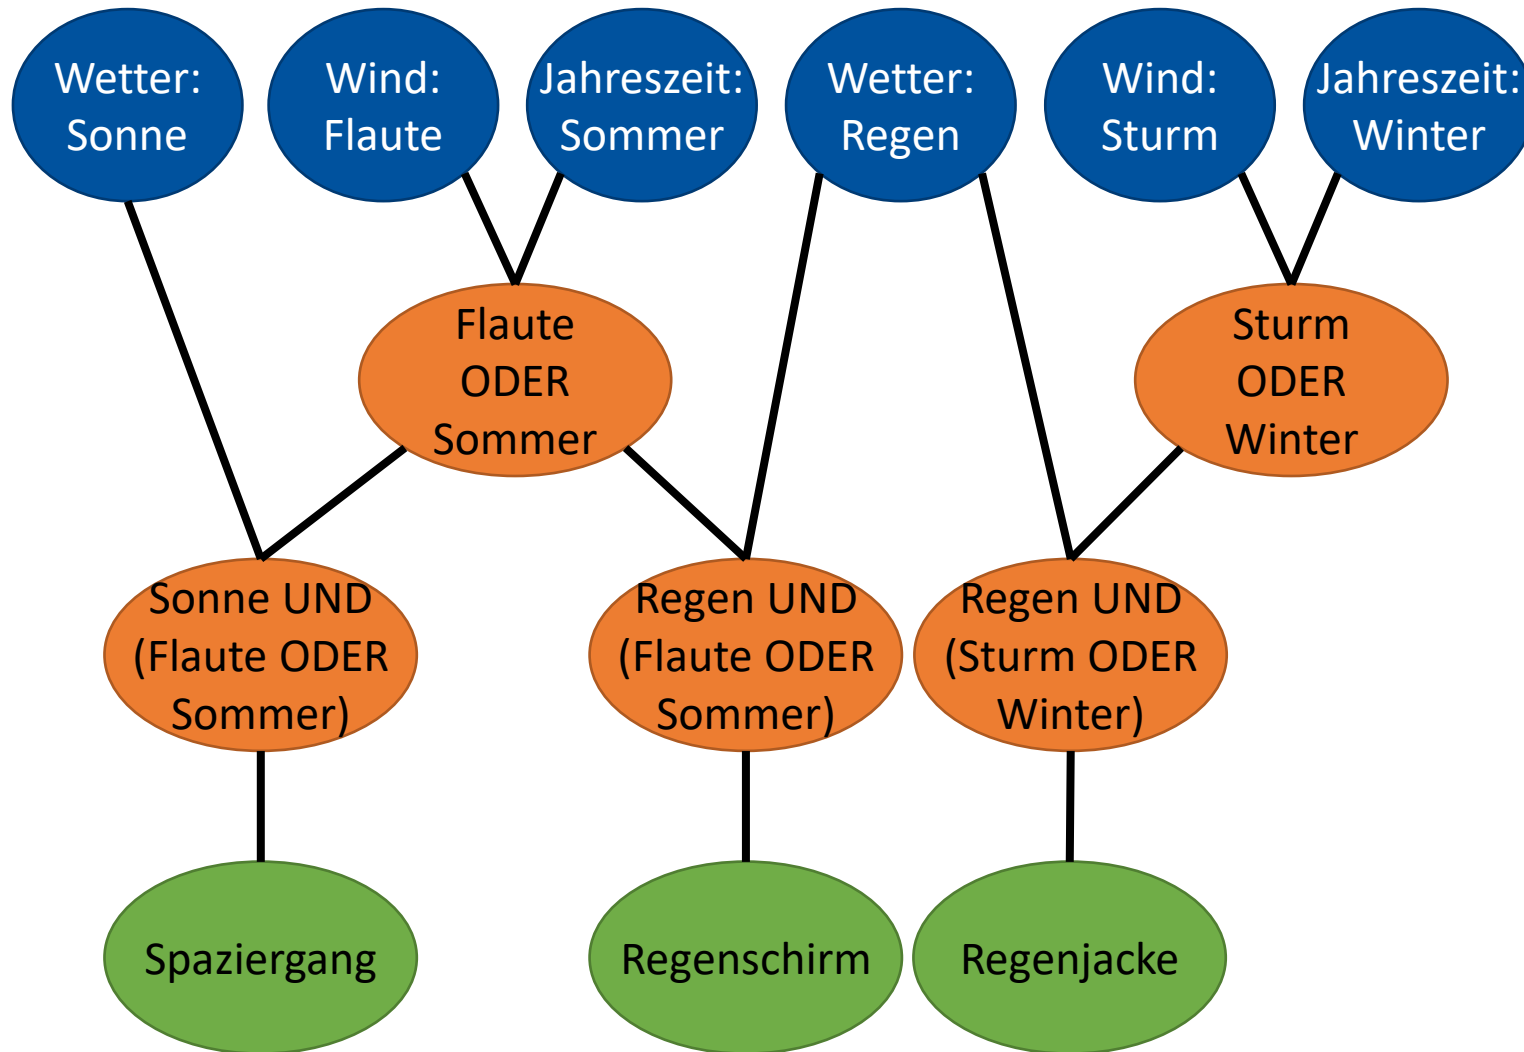 Wetter:
Sonne
Wind:
Flaute
Jahreszeit:
Sommer
Wetter:
Regen
Wind:
Sturm
Jahreszeit:
Winter
Flaute
ODER
Sommer
Sturm
ODER
Winter
Sonne UND
(Flaute ODER
Sommer)
Regen UND
(Flaute ODER
Sommer)
Regen UND
(Sturm ODER
Winter)
Spaziergang
Regenschirm
Regenjacke